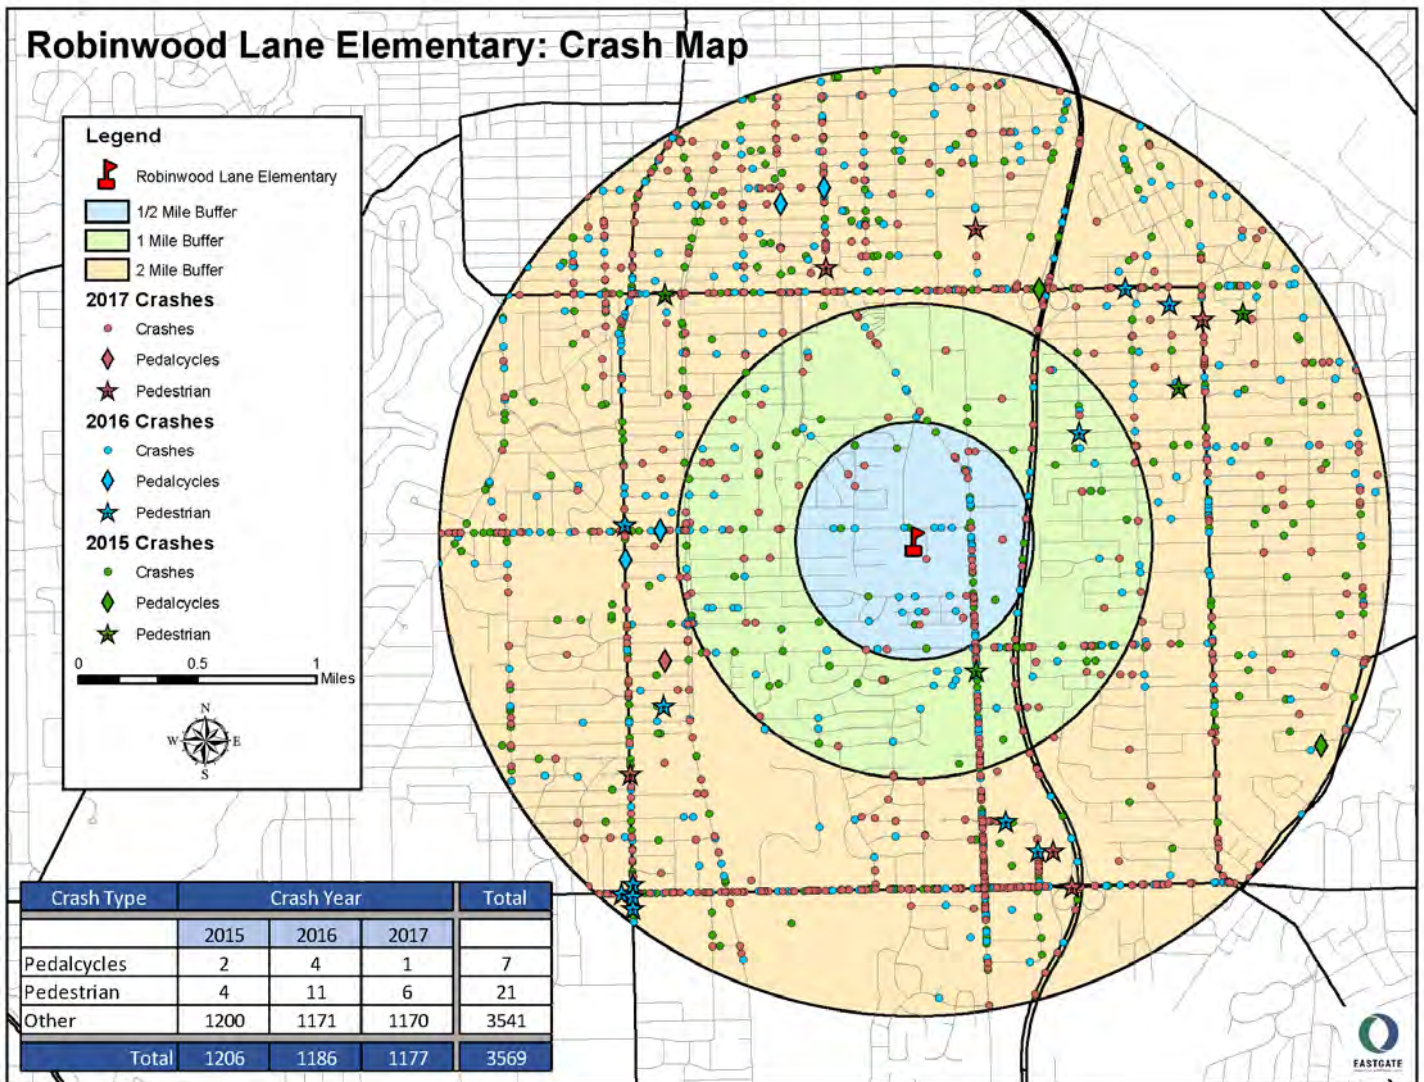 Robinwood Lane Elementary: Crash Map
Legend
Robinwood Lane Elementary
1/2 Mile Buffer
1 Mile Buffer
2 Mile Buffer
2017 Crashes
Crashes
Pedalcycles
Pedestrian
2016 Crashes
Crashes
Pedalcycles
Pedestrian
2015 Crashes
Crashes
Pedalcycles
Pedestrian
0 0.5 1
Miles
N
W E
S
Crash Type Crash Year Total
2015 2016 2017
Pedalcycles 2 4 1 7
Pedestrian 4 11 6 21
Other 1200 1171 1170 3541
Total 1206 1186 1177 3569
EASTGATE